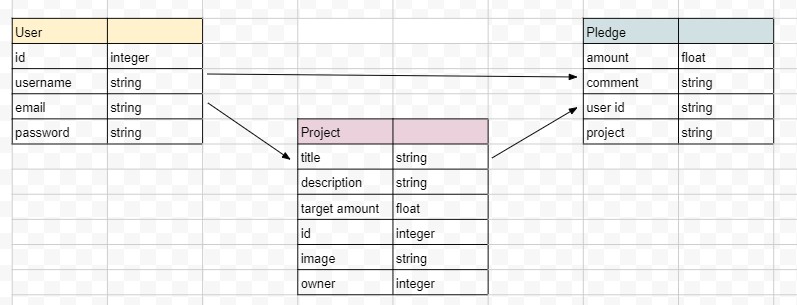 User
id integer
username string
email string
password string
Project
title string
description string
target amount float
id integer
image string
owner integer
Pledge
amount float
comment string
user id string
project string